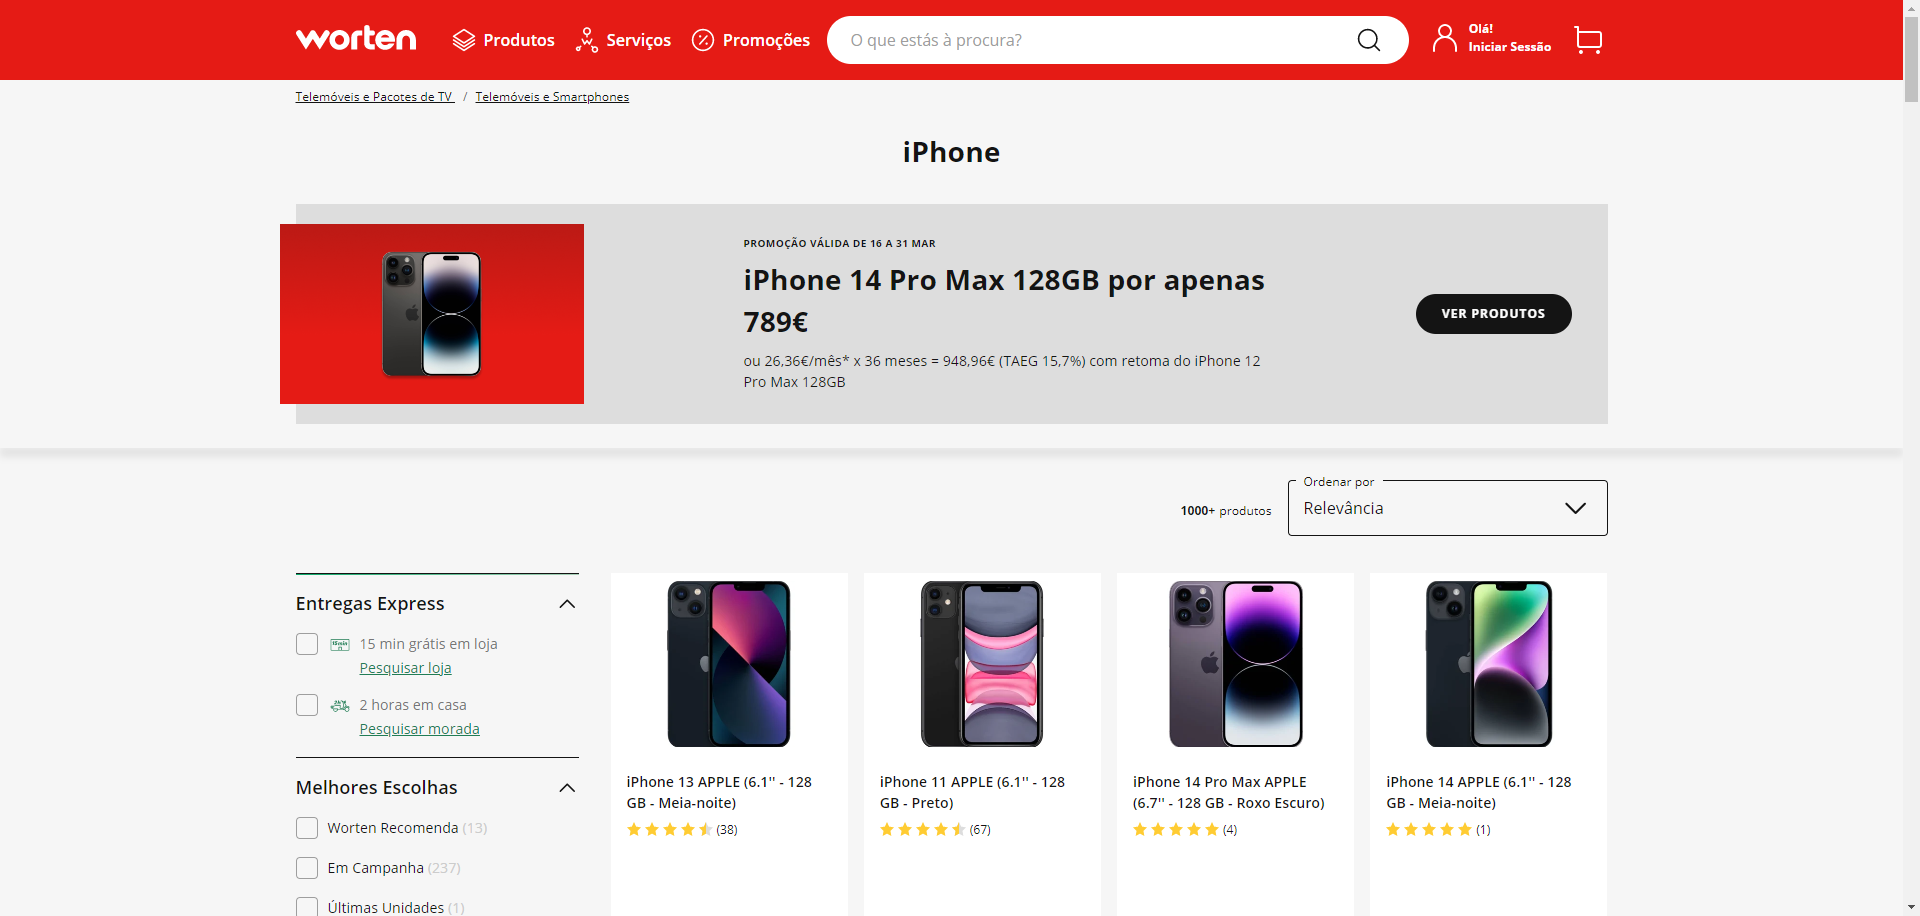 worten
Produtos
Serviços
Promoções
O que estás à procura?
Olá!
Iniciar Sessão
Telemóveis e Pacotes de TV / Telemóveis e Smartphones
iPhone
PROMOÇÃO VÁLIDA DE 16 A 31 MAR
iPhone 14 Pro Max 128GB por apenas
789€
ou 26,36€/mês* x 36 meses = 948,96€ (TAEG 15,7%) com retoma do iPhone 12
Pro Max 128GB
VER PRODUTOS
1000+ produtos
Ordenar por
Relevância
Entregas Express
15 min grátis em loja
Pesquisar loja
2 horas em casa
Pesquisar morada
Melhores Escolhas
Worten Recomenda (13)
Em Campanha (237)
Últimas Unidades (1)
iPhone 13 APPLE (6.1'' - 128
GB - Meia-noite)
(38)
iPhone 11 APPLE (6.1'' - 128
GB - Preto)
(67)
iPhone 14 Pro Max APPLE
(6.7'' - 128 GB - Roxo Escuro)
(4)
iPhone 14 APPLE (6.1'' - 128
GB - Meia-noite)
(1)